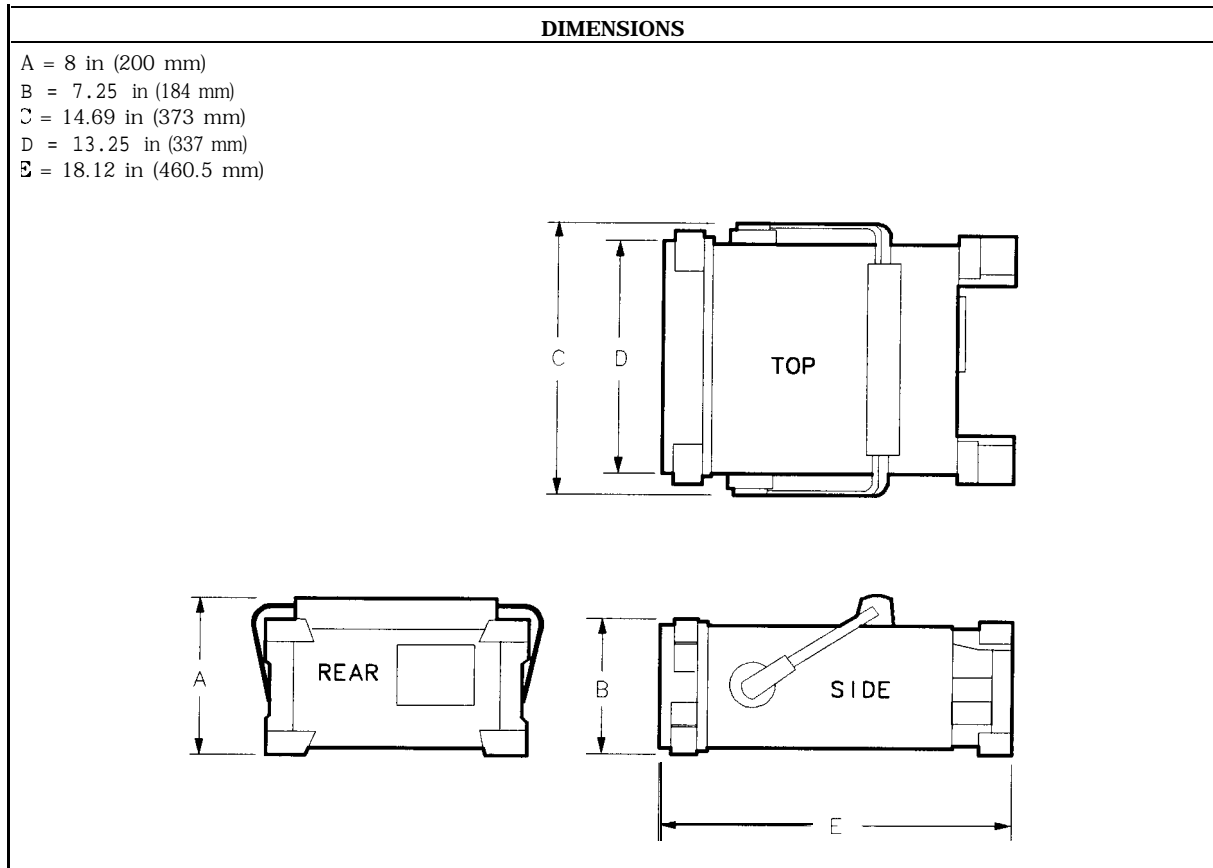 DIMENSIONS
A = 8 in (200 mm)
B = 7.25 in (184 mm)
C = 14.69 in (373 mm)
D = 13.25 in (337 mm)
E = 18.12 in (460.5 mm)
C
D
TOP
A
REAR
B
SIDE
E